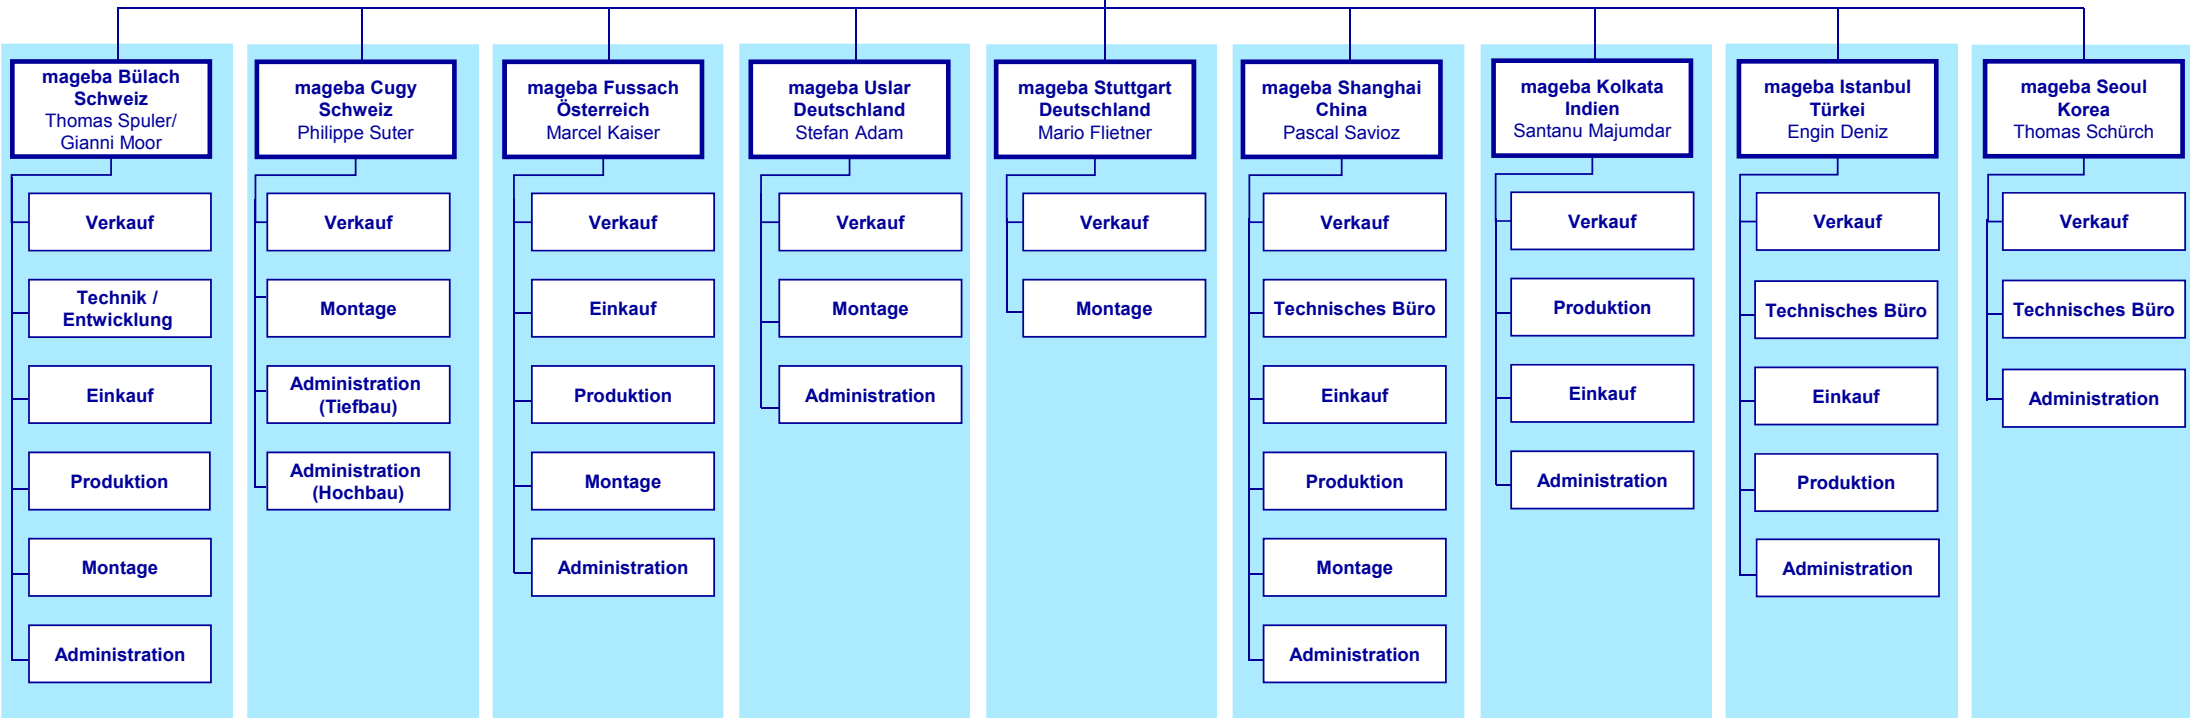 mageba Bülach
Schweiz
Thomas Spuler/
Gianni Moor
Verkauf
Technik /
Entwicklung
Einkauf
Produktion
Montage
Administration
mageba Cugy
Schweiz
Philippe Suter
Verkauf
Montage
Administration
(Tiefbau)
Administration
(Hochbau)
mageba Fussach
Österreich
Marcel Kaiser
Verkauf
Einkauf
Produktion
Montage
Administration
mageba Uslar
Deutschland
Stefan Adam
Verkauf
Montage
Administration
mageba Stuttgart
Deutschland
Mario Flietner
Verkauf
Montage
mageba Shanghai
China
Pascal Savioz
Verkauf
Technisches Büro
Einkauf
Produktion
Montage
Administration
mageba Kolkata
Indien
Santanu Majumdar
Verkauf
Produktion
Einkauf
Administration
mageba Istanbul
Türkei
Engin Deniz
Verkauf
Technisches Büro
Einkauf
Produktion
Administration
mageba Seoul
Korea
Thomas Schürch
Verkauf
Technisches Büro
Administration